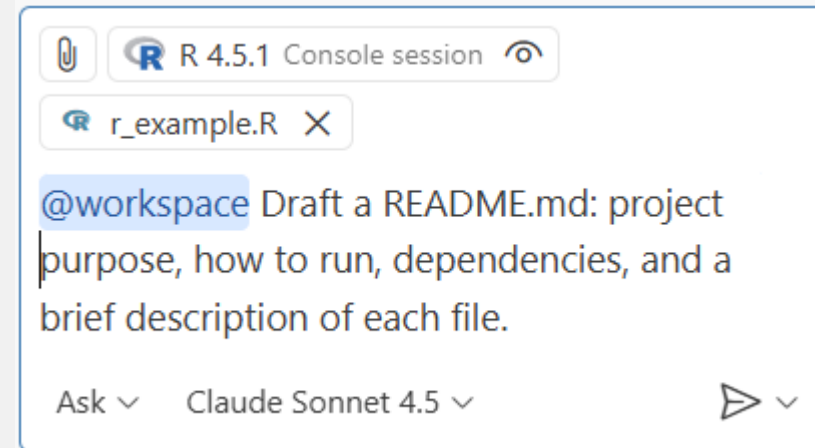 R R 4.5.1 Console session
R r_example.R
@workspace Draft a README.md: project
purpose, how to run, dependencies, and a
brief description of each file.
Ask Claude Sonnet 4.5